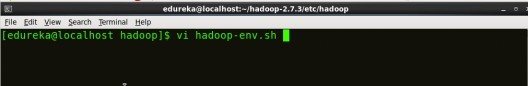 edureka@localhost:~/hadoop-2.7.3/etc/hadoop
File Edit View Search Terminal Help
[edureka@localhost hadoop]$ vi hadoop-env.sh